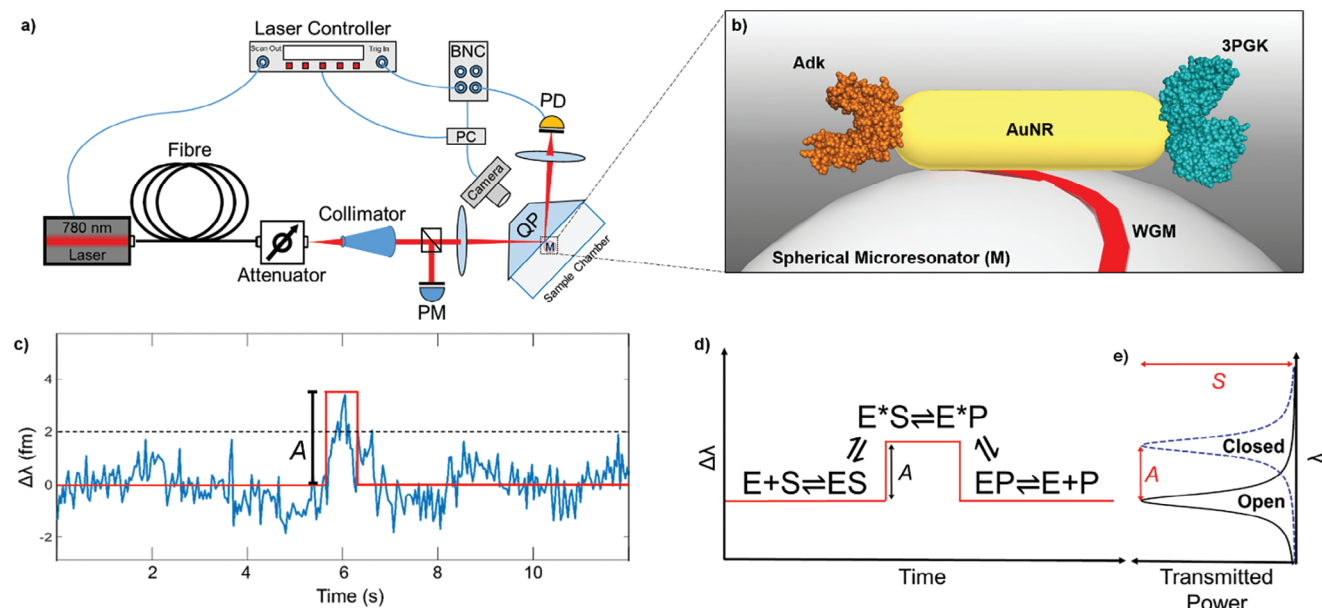 a)
Laser Controller
Scan Out
Trig In
BNC
PD
PC
Fibre
Camera
Collimator
780 nm
Laser
Attenuator
QP
M
Sample Chamber
PM
b)
3PGK
Adk
AuNR
WGM
Spherical Microresonator (M)
c)
Δλ (fm)
4
2
0
-2
A
2 4 6 8 10
Time (s)
d)
E*S⇌E*P
⇌ ⇌
E+S⇌ES
A
EP⇌E+P
Δλ
Time
e)
S
Closed
A
Open
λ
Transmitted
Power